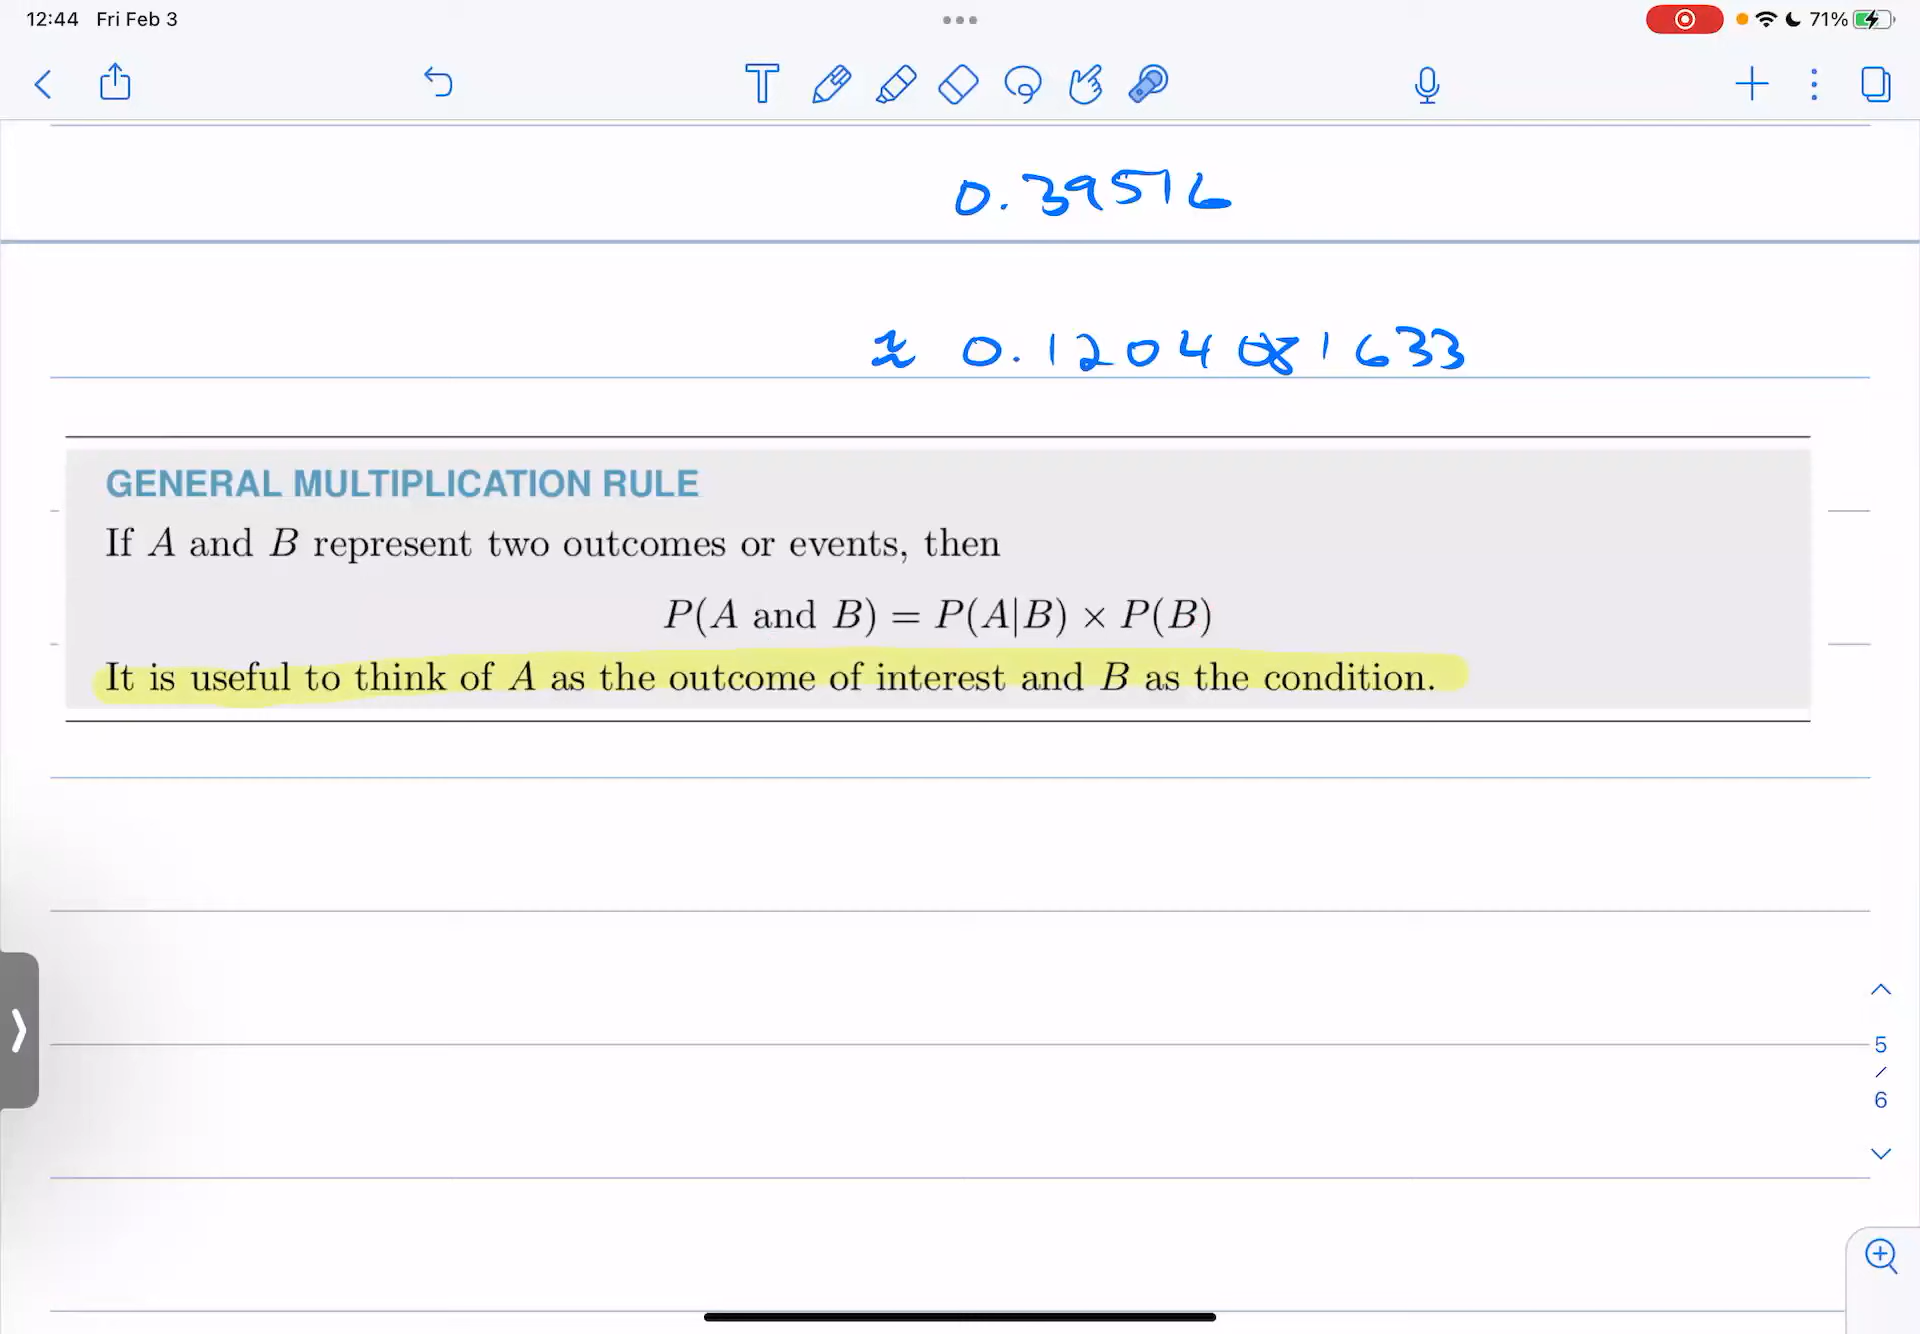 12:44 Fri Feb 3
71%
T
0.39516
≈ 0.1204081633
GENERAL MULTIPLICATION RULE
If A and B represent two outcomes or events, then
P(A and B) = P(A|B) × P(B)
It is useful to think of A as the outcome of interest and B as the condition.
5
/
6